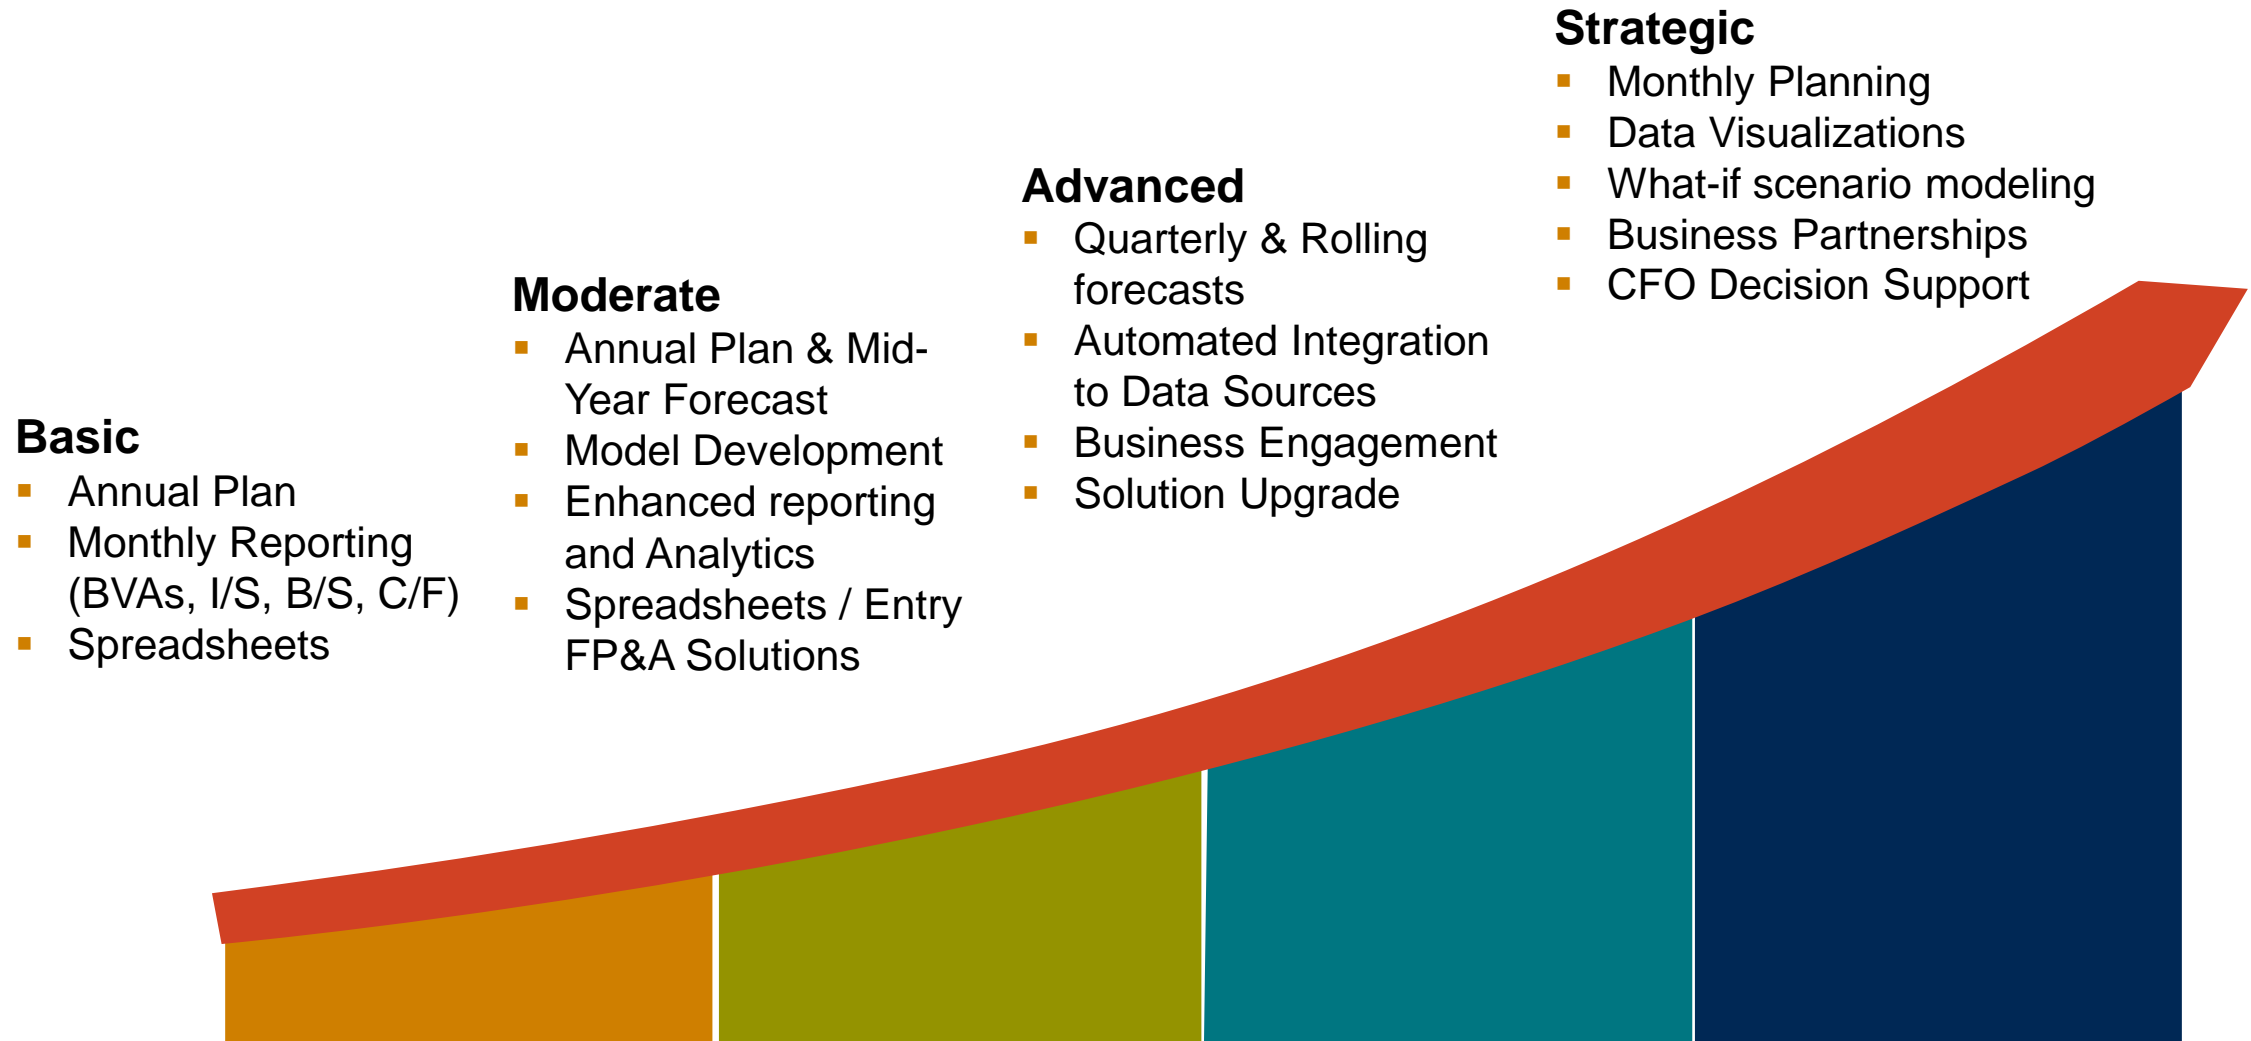 Basic
Annual Plan
Monthly Reporting
(BVAs, I/S, B/S, C/F)
Spreadsheets
Moderate
Annual Plan & Mid-
Year Forecast
Model Development
Enhanced reporting
and Analytics
Spreadsheets / Entry
FP&A Solutions
Advanced
Quarterly & Rolling
forecasts
Automated Integration
to Data Sources
Business Engagement
Solution Upgrade
Strategic
Monthly Planning
Data Visualizations
What-if scenario modeling
Business Partnerships
CFO Decision Support